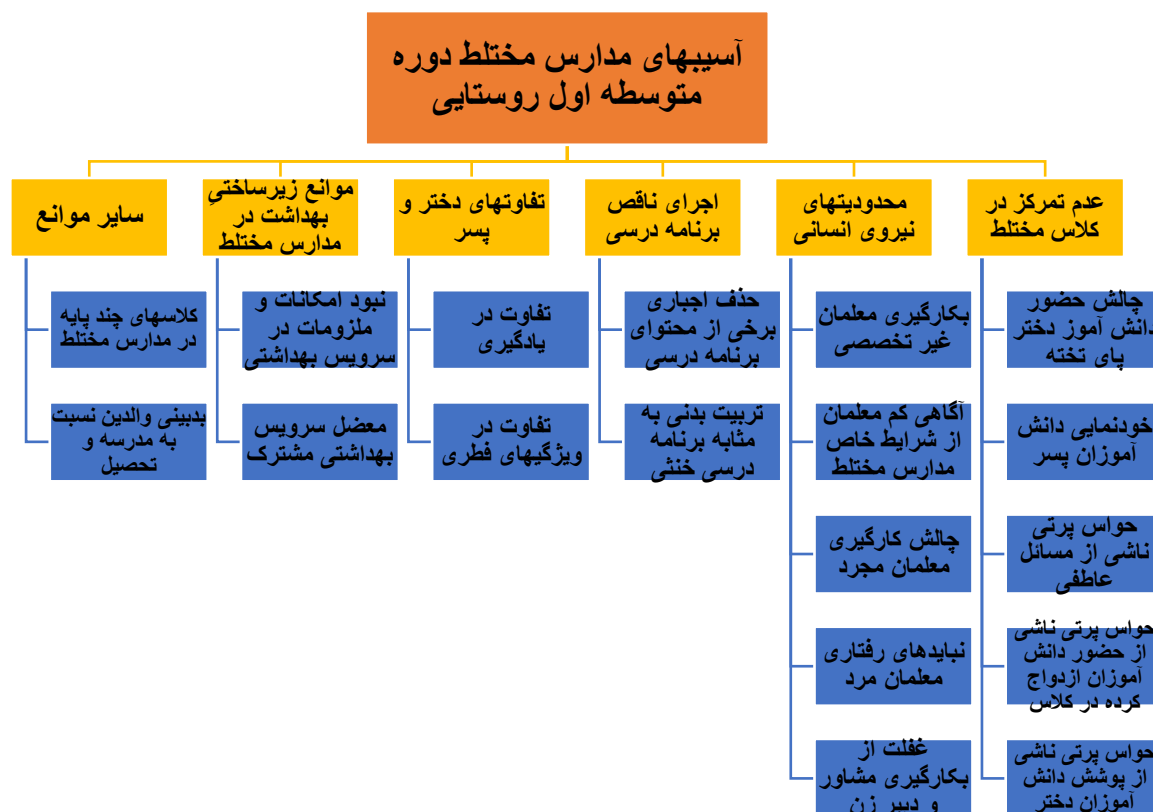 آسیبهای مدارس مختلط دوره
متوسطه اول روستایی
عدم تمرکز در
کلاس مختلط
چالش حضور
دانش آموز دختر
پای تخته
خودنمایی دانش
آموزان پسر
حواس پرتی
ناشی از مسائل
عاطفی
حواس پرتی ناشی
از حضور دانش
آموزان ازدواج
کرده در کلاس
حواس پرتی ناشی
از پوشش دانش
آموزان دختر
محدودیتهای
نیروی انسانی
بکارگیری معلمان
غیر تخصصی
آگاهی کم معلمان
از شرایط خاص
مدارس مختلط
چالش کارگیری
معلمان مجرد
نبایدهای رفتاری
معلمان مرد
غفلت از
بکارگیری مشاور
و دبیر زن
اجرای ناقص
برنامه درسی
حذف اجباری
برخی از محتوای
برنامه درسی
تربیت بدنی به
مثابه برنامه
درسی خنثی
تفاوتهای دختر و
پسر
تفاوت در
یادگیری
تفاوت در
ویژگیهای فطری
موانع زیرساختیِ
بهداشت در
مدارس مختلط
نبود امکانات و
ملزومات در
سرویس بهداشتی
معضل سرویس
بهداشتی مشترک
سایر موانع
کلاسهای چند پایه
در مدارس مختلط
بدبینی والدین نسبت
به مدرسه و
تحصیل